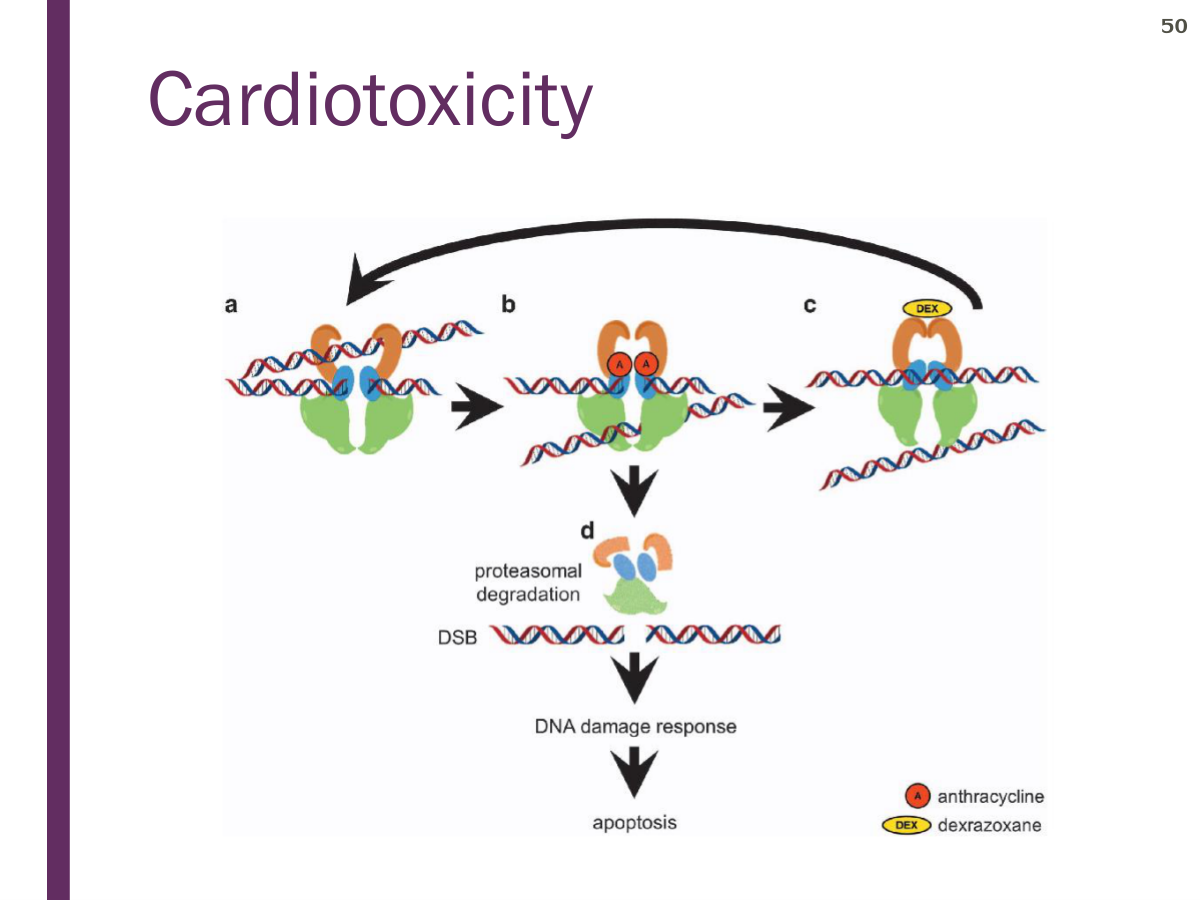 50
Cardiotoxicity
a
b
c
DEX
A A
d
proteasomal
degradation
DSB
DNA damage response
apoptosis
A anthracycline
DEX dexrazoxane